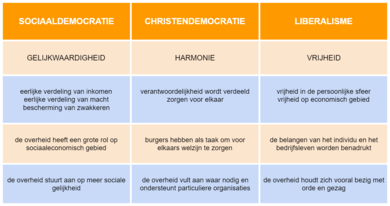 SOCIAALDEMOCRATIE
CHRISTENDEMOCRATIE
LIBERALISME
GELIJKWAARDIGHEID
HARMONIE
VRIJHEID
eerlijke verdeling van inkomen
eerlijke verdeling van macht
bescherming van zwakkeren
verantwoordelijkheid wordt verdeeld
zorgen voor elkaar
vrijheid in de persoonlijke sfeer
vrijheid op economisch gebied
de overheid heeft een grote rol op
sociaaleconomisch gebied
burgers hebben als taak om voor
elkaars welzijn te zorgen
de belangen van het individu en het
bedrijfsleven worden benadrukt
de overheid stuurt aan op meer sociale
gelijkheid
de overheid vult aan waar nodig en
ondersteunt particuliere organisaties
de overheid houdt zich vooral bezig met
orde en gezag